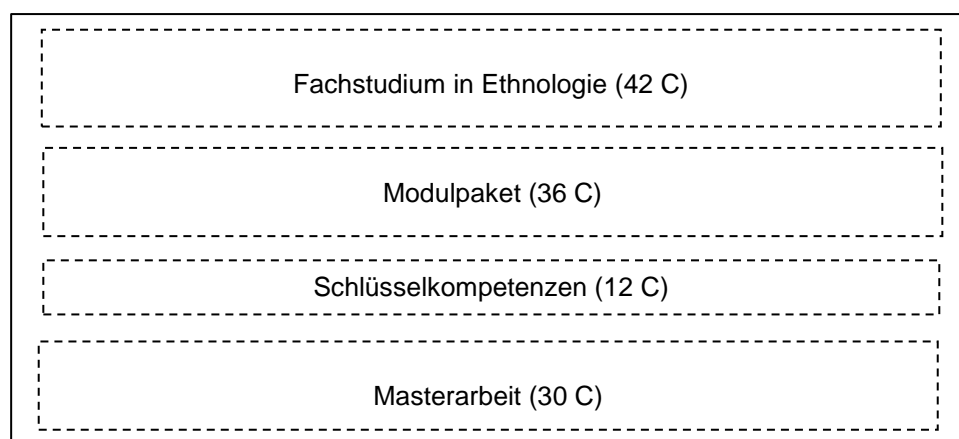 Fachstudium in Ethnologie (42 C)
Modulpaket (36 C)
Schlüsselkompetenzen (12 C)
Masterarbeit (30 C)